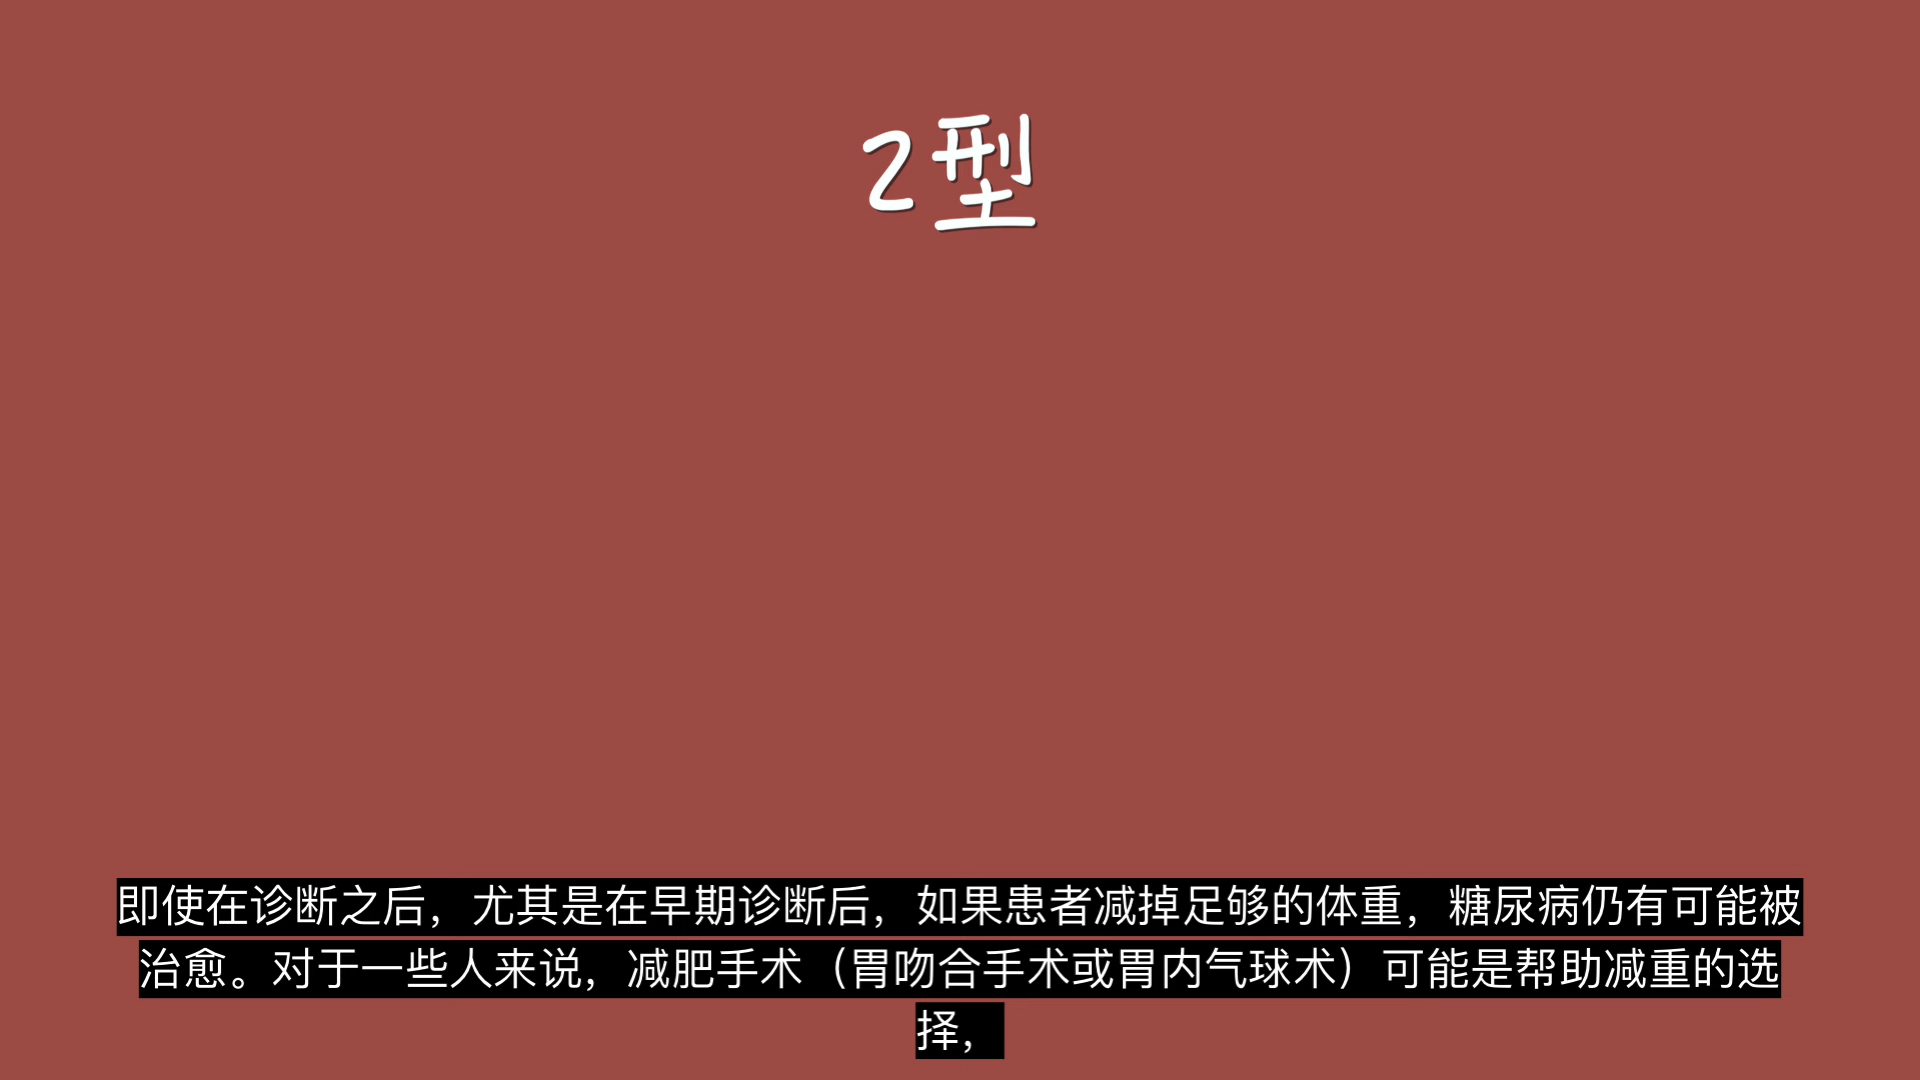 2型
即使在诊断之后，尤其是在早期诊断后，如果患者减掉足够的体重，糖尿病仍有可能被
治愈。对于一些人来说，减肥手术（胃吻合手术或胃内气球术）可能是帮助减重的选
择，